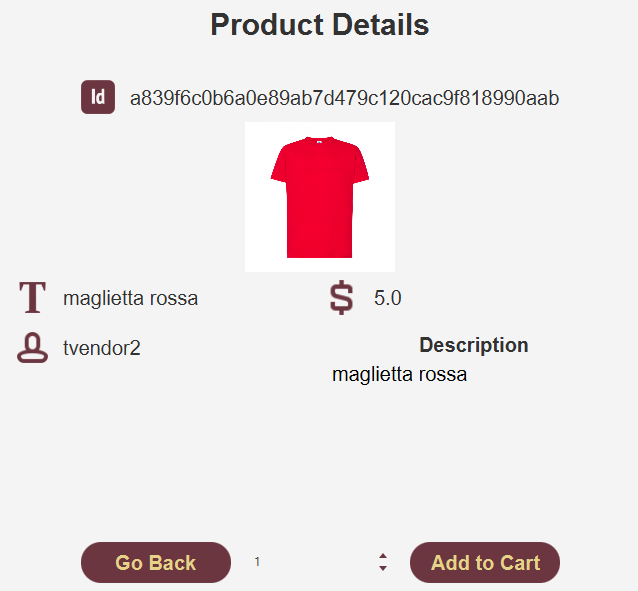 Product Details
Id a839f6c0b6a0e89ab7d479c120cac9f818990aab
T maglietta rossa
$ 5.0
tvendor2
Description
maglietta rossa
Go Back
1
Add to Cart